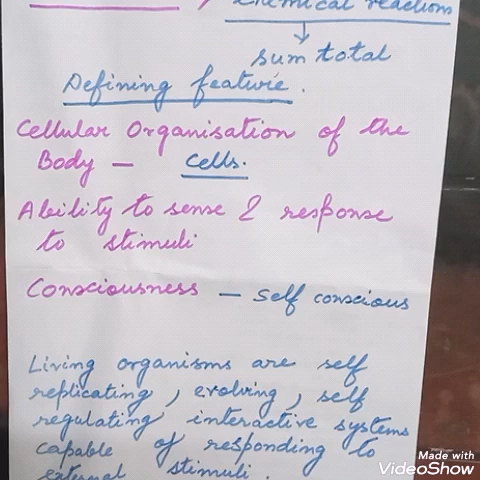 chemical reactions
sum total
Defining feature.
Cellular Organisation of the
Body — Cells.
Ability to sense & response
to stimuli
Consciousness — self conscious
Living organisms are self
replicating, evolving, self
regulating interactive systems
capable of responding to
external stimuli.
Made with
VideoShow